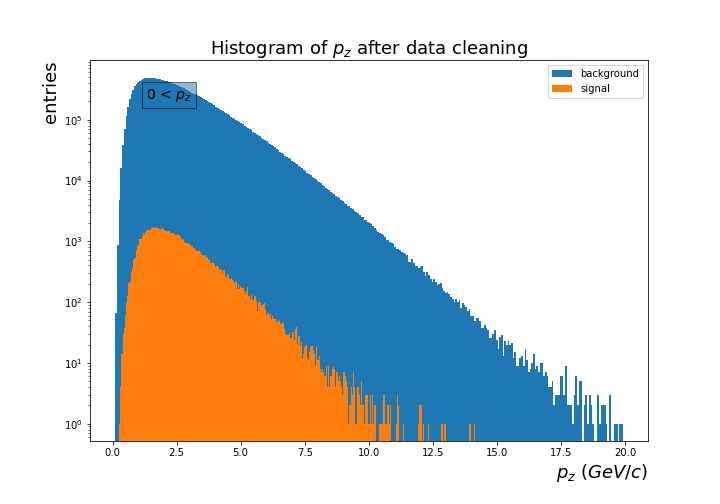 Histogram of p_z after data cleaning
entries
background
signal
0 < p_z
10^5
10^4
10^3
10^2
10^1
10^0
0.0 2.5 5.0 7.5 10.0 12.5 15.0 17.5 20.0
p_z (GeV/c)